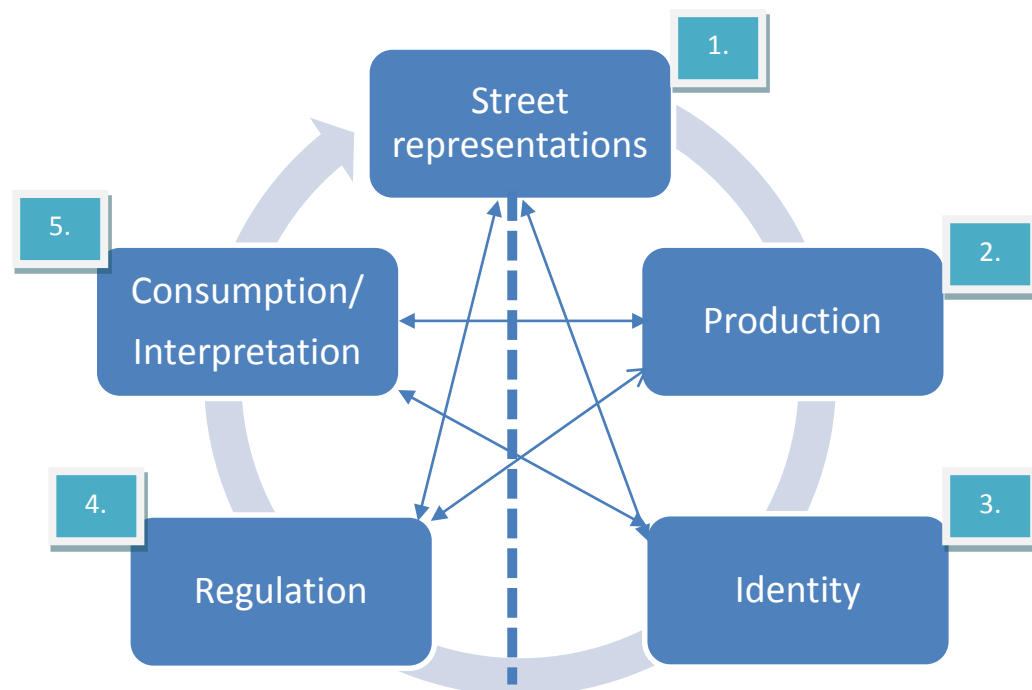 1.
Street
representations
5.
2.
Consumption/
Interpretation
Production
4.
3.
Regulation
Identity